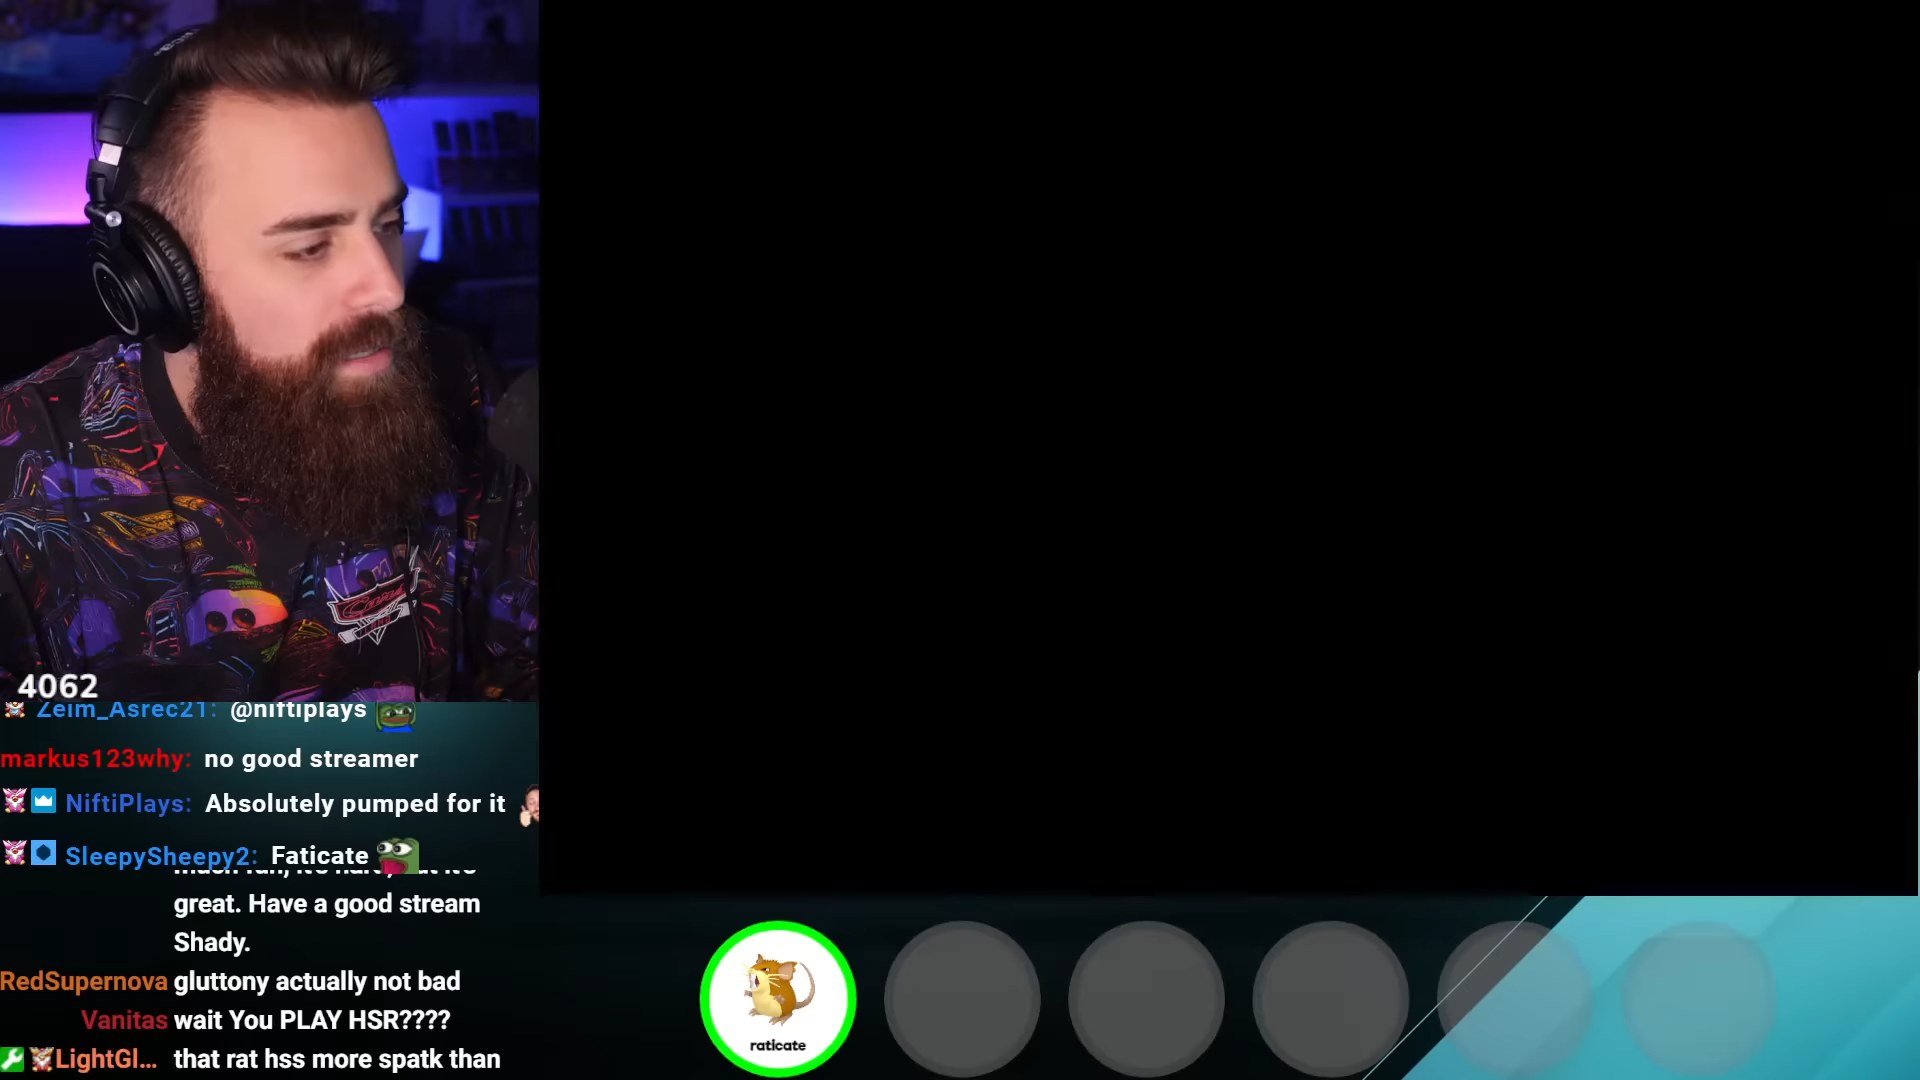 4062
Zeim_Asrec21: @niftiplays
markus123why: no good streamer
NiftiPlays: Absolutely pumped for it
SleepySheepy2: Faticate
great. Have a good stream
Shady.
RedSupernova gluttony actually not bad
Vanitas wait You PLAY HSR????
LightGl... that rat hss more spatk than
raticate